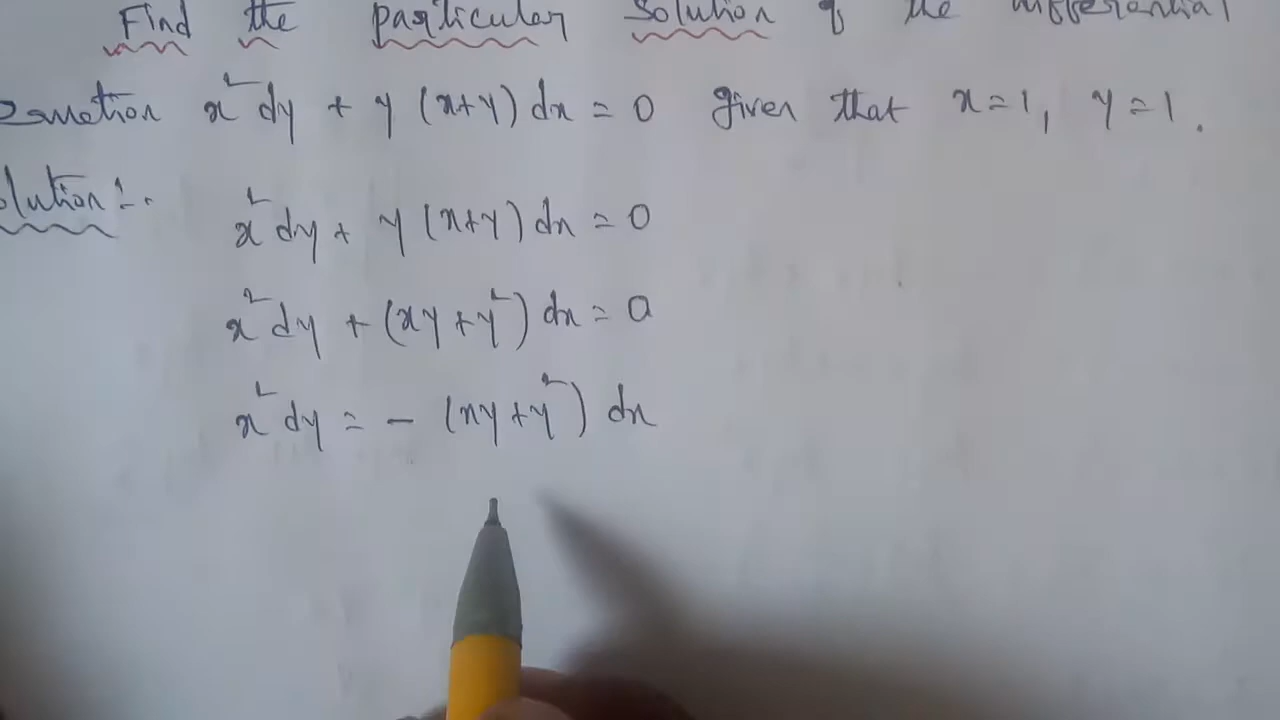 Find the particular solution of the differential
Equation x² dy + y (x+y) dx = 0 given that x=1, y=1.
olution:-
x² dy + y (x+y) dx = 0
x² dy + (xy + y²) dx = 0
x² dy = - (xy + y²) dx